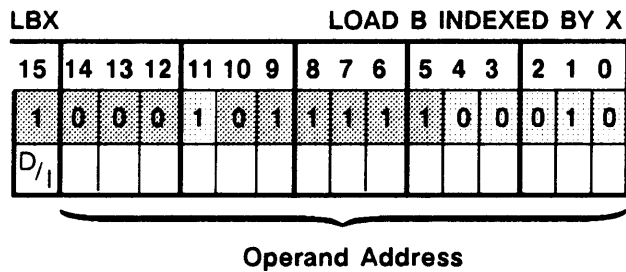 LBX LOAD B INDEXED BY X
15 14 13 12 11 10 9 8 7 6 5 4 3 2 1 0
1 0 0 0 1 0 1 1 1 1 1 0 0 0 1 0
D/I
Operand Address